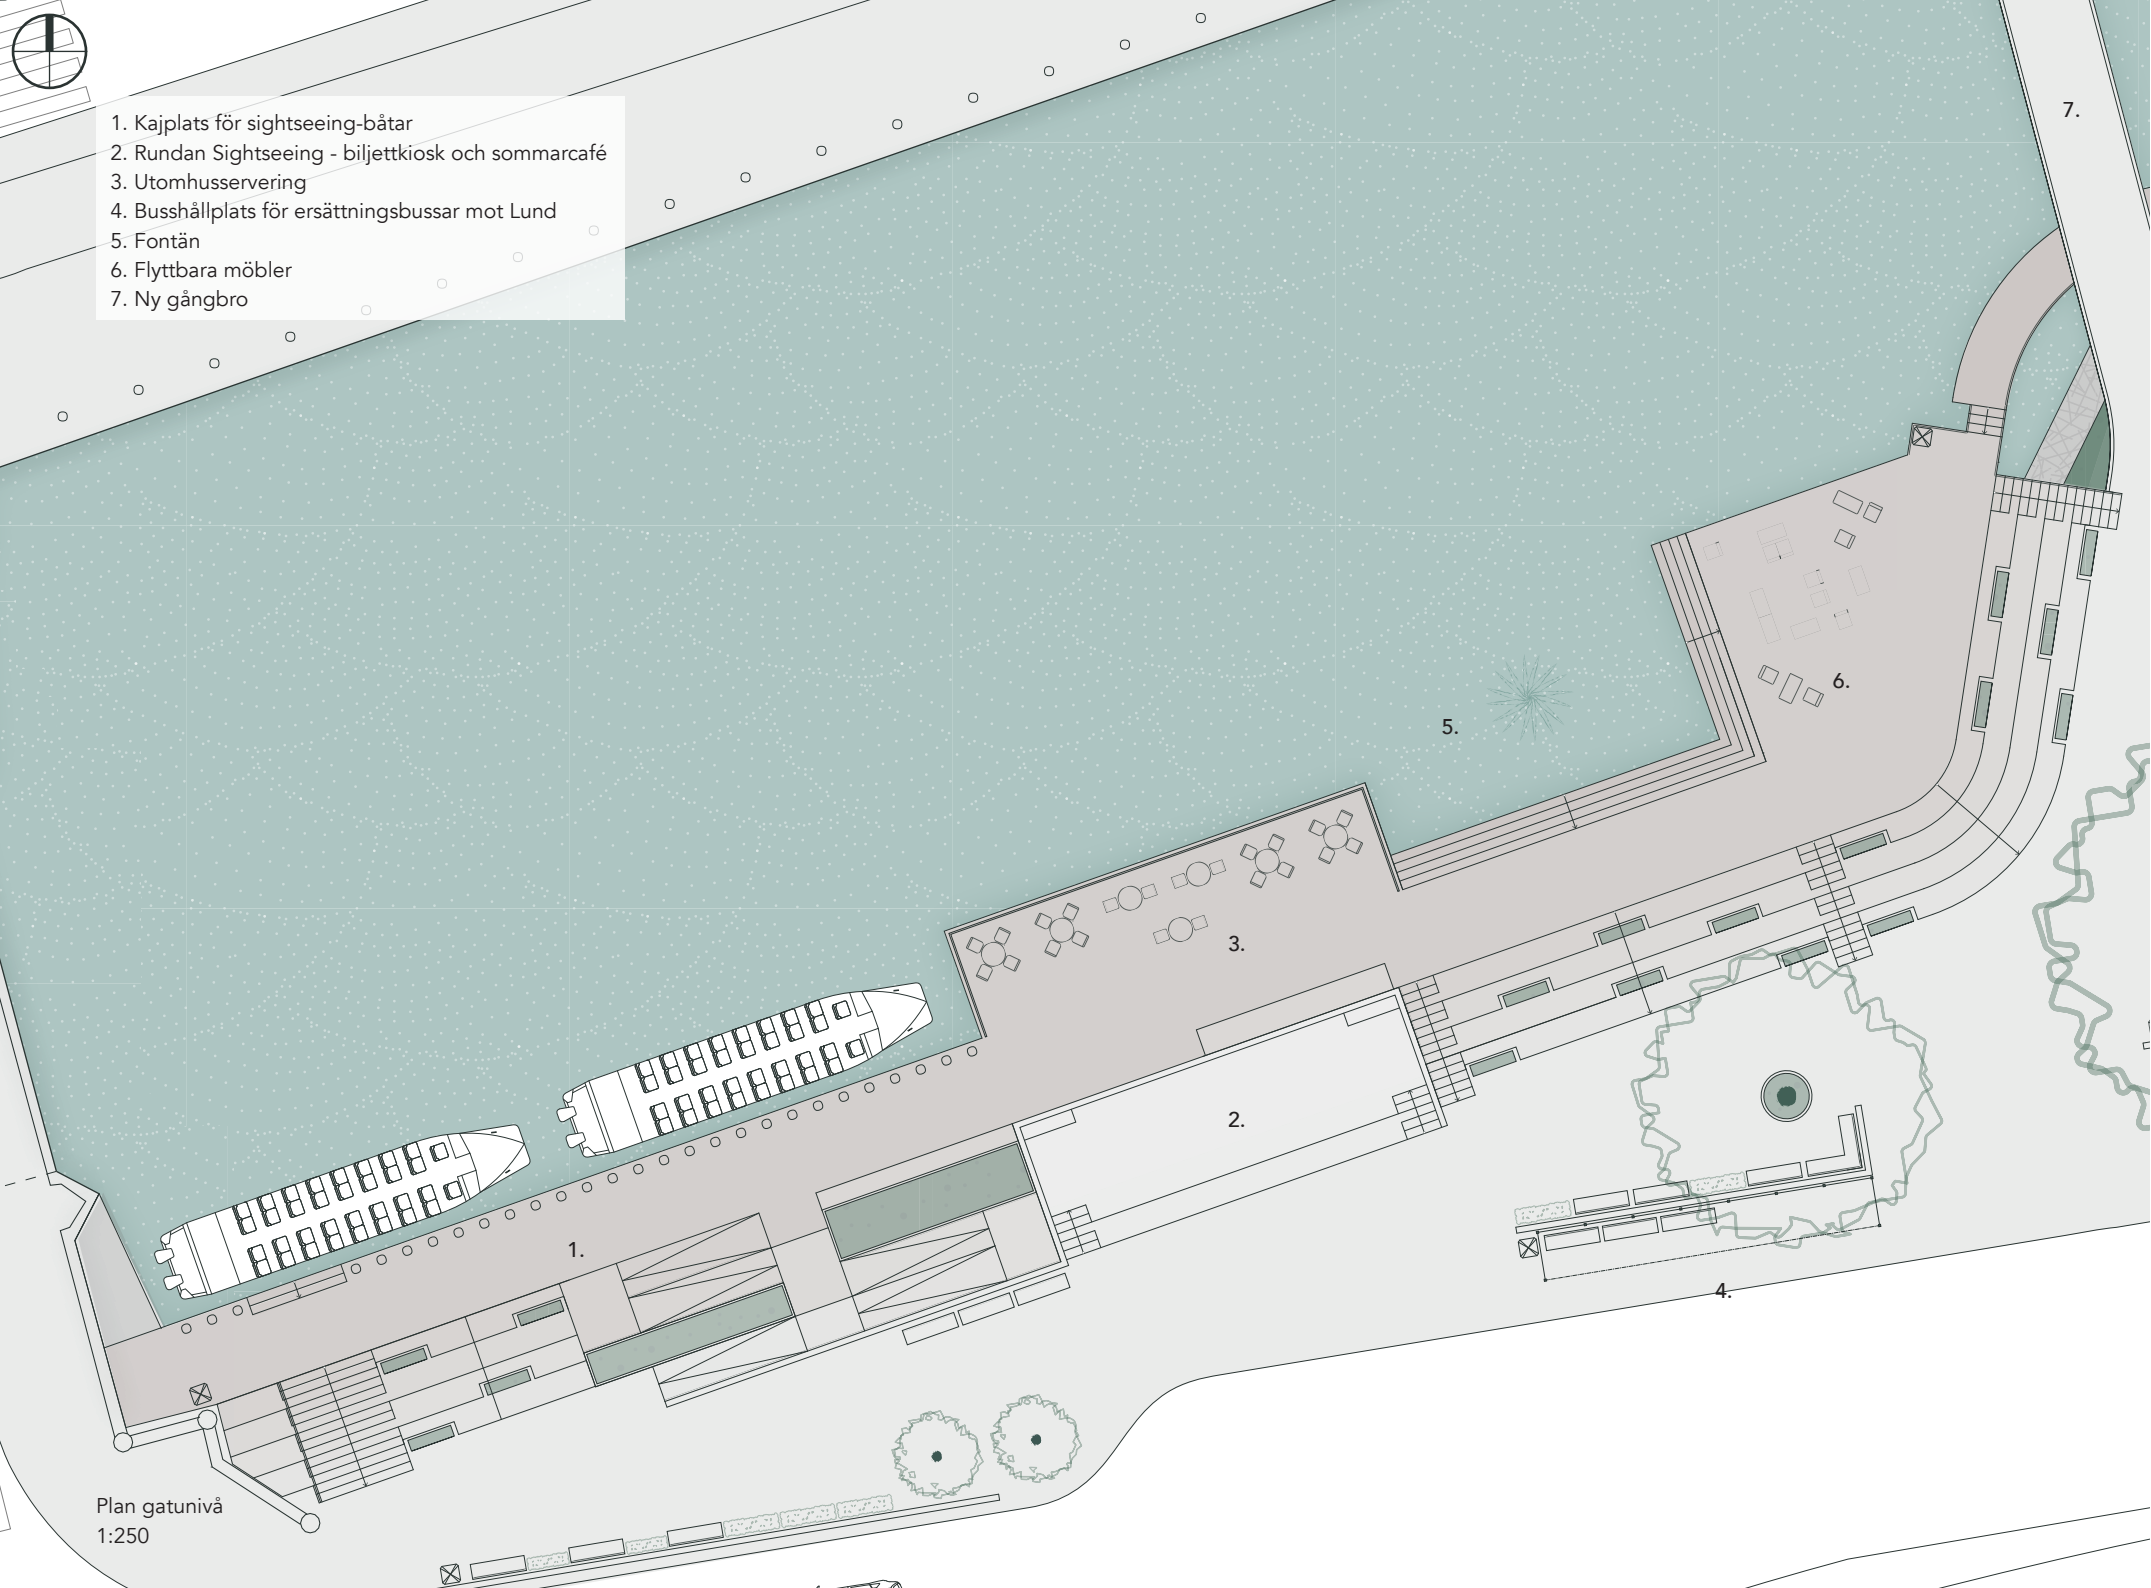 1. Kajplats för sightseeing-båtar
2. Rundan Sightseeing - biljettkiosk och sommarcafé
3. Utomhusservering
4. Busshållplats för ersättningsbussar mot Lund
5. Fontän
6. Flyttbara möbler
7. Ny gångbro
7.
6.
5.
3.
2.
1.
4.
Plan gatunivå
1:250